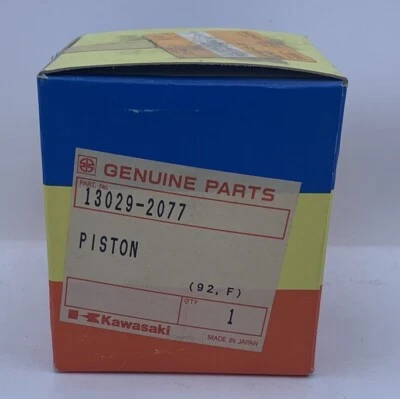 GENUINE PARTS
PART No.
13029-2077
PISTON
(92, F)
QTY
1
Kawasaki
MADE IN JAPAN